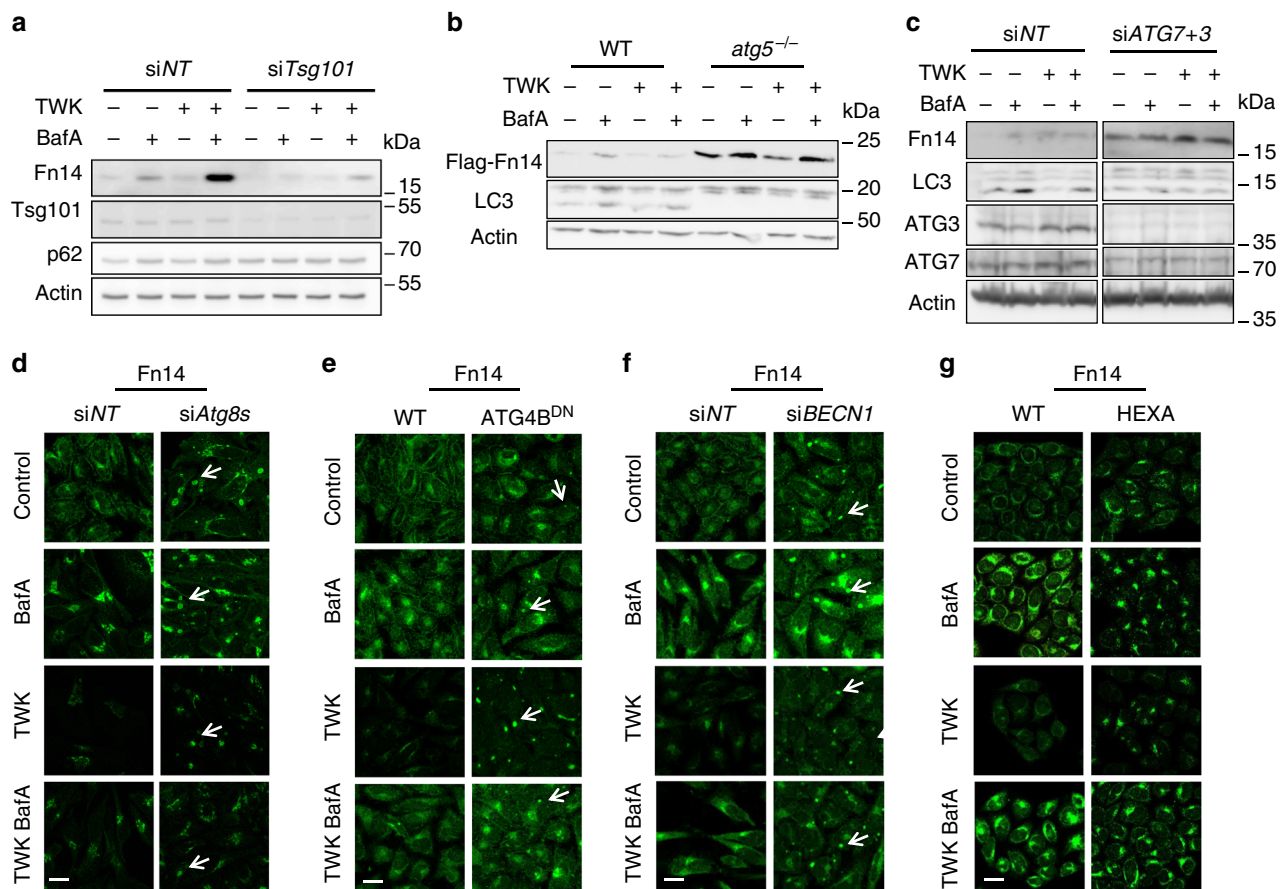 a
siNT siTsg101
TWK – – + + – – + +
BafA – + – + – + – + kDa
Fn14
– 15
Tsg101
– 55
p62
– 70
Actin
– 55
b
WT atg5–/–
TWK – – + + – – + +
BafA – + – + – + – + kDa
– 25
Flag-Fn14
– 20
LC3
– 50
Actin
c
siNT siATG7+3
TWK – – + + – – + +
BafA – + – + – + – + kDa
Fn14
– 15
LC3
– 15
ATG3
– 35
ATG7
– 70
Actin
– 35
d
Fn14
siNT siAtg8s
Control
BafA
TWK
TWK BafA
e
Fn14
WT ATG4BDN
Control
BafA
TWK
TWK BafA
f
Fn14
siNT siBECN1
Control
BafA
TWK
TWK BafA
g
Fn14
WT HEXA
Control
BafA
TWK
TWK BafA